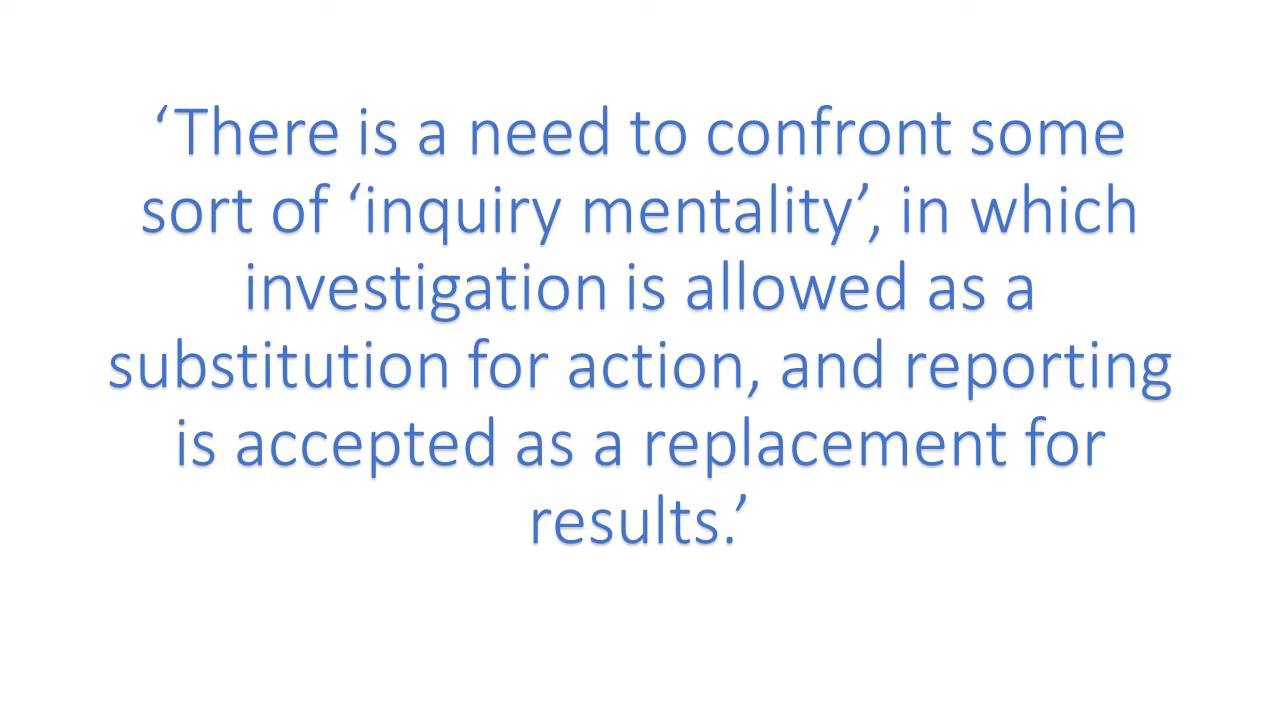 ‘There is a need to confront some
sort of ‘inquiry mentality’, in which
investigation is allowed as a
substitution for action, and reporting
is accepted as a replacement for
results.’